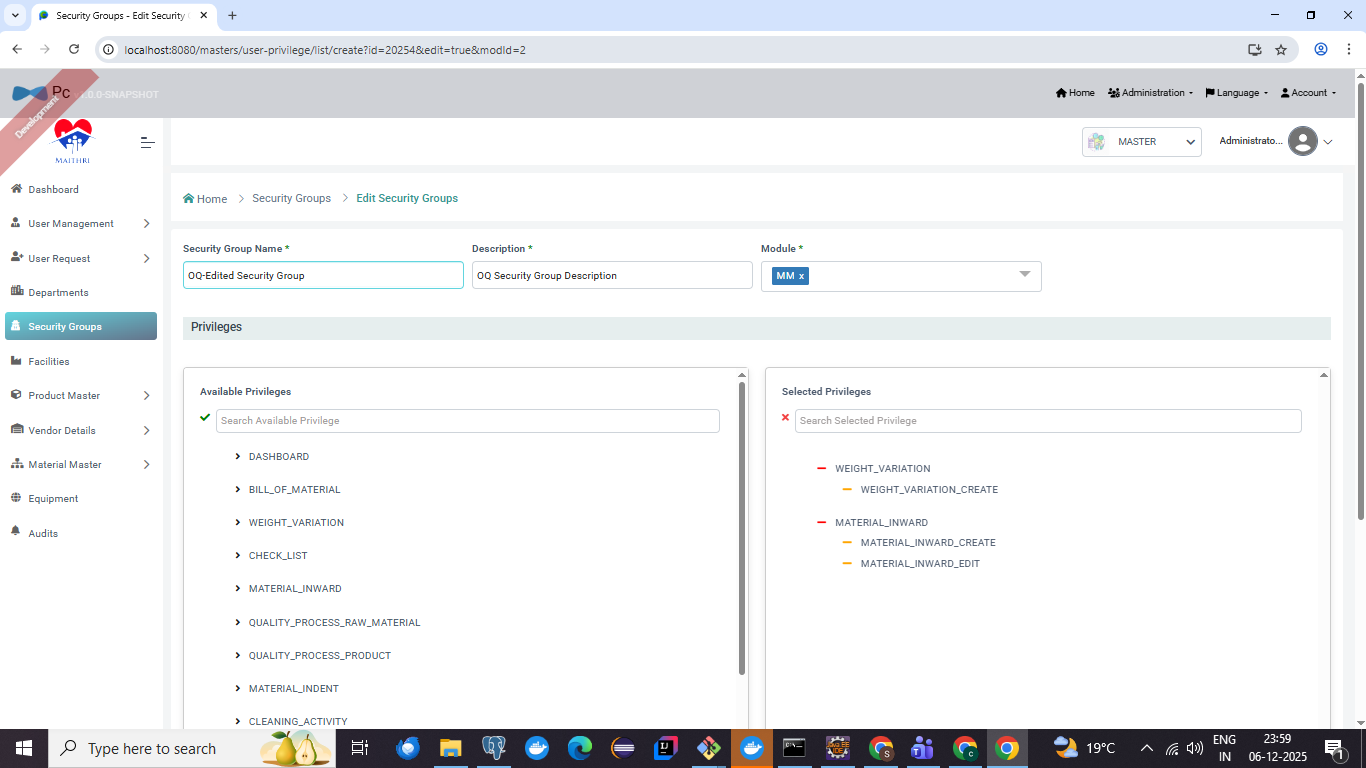 Security Groups - Edit Security
localhost:8080/masters/user-privilege/list/create?id=20254&edit=true&modId=2
Development
Pc
1.0.0-SNAPSHOT
Home
Administration
Language
Account
MAITHRI
MASTER
Administrato...
Dashboard
User Management
User Request
Departments
Security Groups
Facilities
Product Master
Vendor Details
Material Master
Equipment
Audits
Home > Security Groups > Edit Security Groups
Security Group Name *
Description *
Module *
OQ-Edited Security Group
OQ Security Group Description
MM x
Privileges
Available Privileges
Search Available Privilege
DASHBOARD
BILL_OF_MATERIAL
WEIGHT_VARIATION
CHECK_LIST
MATERIAL_INWARD
QUALITY_PROCESS_RAW_MATERIAL
QUALITY_PROCESS_PRODUCT
MATERIAL_INDENT
CLEANING_ACTIVITY
Selected Privileges
Search Selected Privilege
WEIGHT_VARIATION
WEIGHT_VARIATION_CREATE
MATERIAL_INWARD
MATERIAL_INWARD_CREATE
MATERIAL_INWARD_EDIT
Type here to search
19°C
ENG
IN
23:59
06-12-2025
1